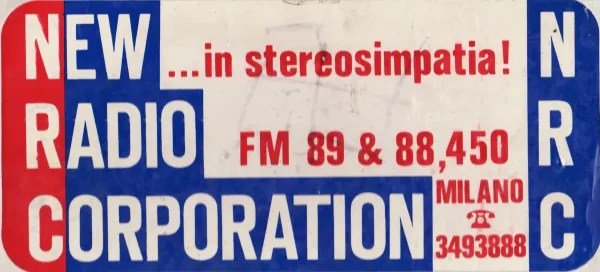 NEW
...in stereosimpatia!
RADIO
FM 89 & 88,450
CORPORATION
MILANO
☎
3493888
N
R
C